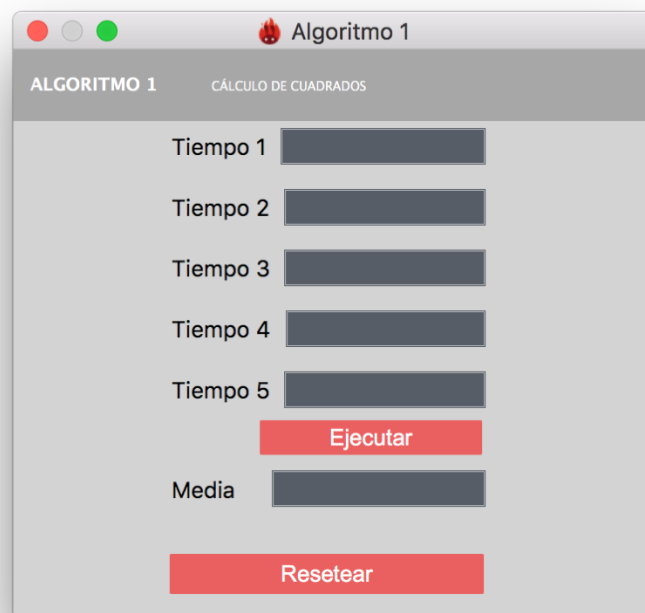 Algoritmo 1
ALGORITMO 1 CÁLCULO DE CUADRADOS
Tiempo 1
Tiempo 2
Tiempo 3
Tiempo 4
Tiempo 5
Ejecutar
Media
Resetear